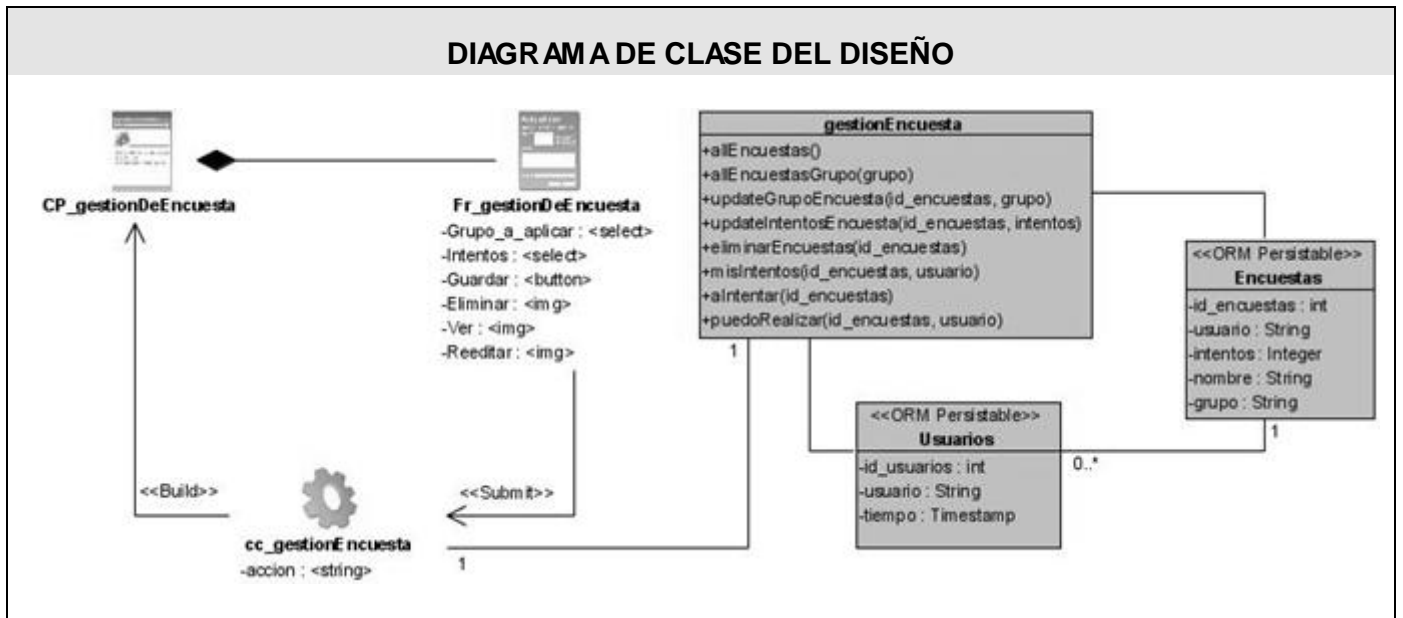 DIAGRAMA DE CLASE DEL DISEÑO
CP_gestionDeEncuesta
Fr_gestionDeEncuesta
-Grupo_a_aplicar : <select>
-Intentos : <select>
-Guardar : <button>
-Eliminar : <img>
-Ver : <img>
-Reeditar : <img>
<<Build>>
<<Submit>>
cc_gestionEncuesta
-accion : <string>
1
gestionEncuesta
+allEncuestas()
+allEncuestasGrupo(grupo)
+updateGrupoEncuesta(id_encuestas, grupo)
+updateIntentosEncuesta(id_encuestas, intentos)
+eliminarEncuestas(id_encuestas)
+misIntentos(id_encuestas, usuario)
+aIntentar(id_encuestas)
+puedoRealizar(id_encuestas, usuario)
1
<<ORM Persistable>>
Usuarios
-id_usuarios : int
-usuario : String
-tiempo : Timestamp
0..*
<<ORM Persistable>>
Encuestas
-id_encuestas : int
-usuario : String
-intentos : Integer
-nombre : String
-grupo : String
1